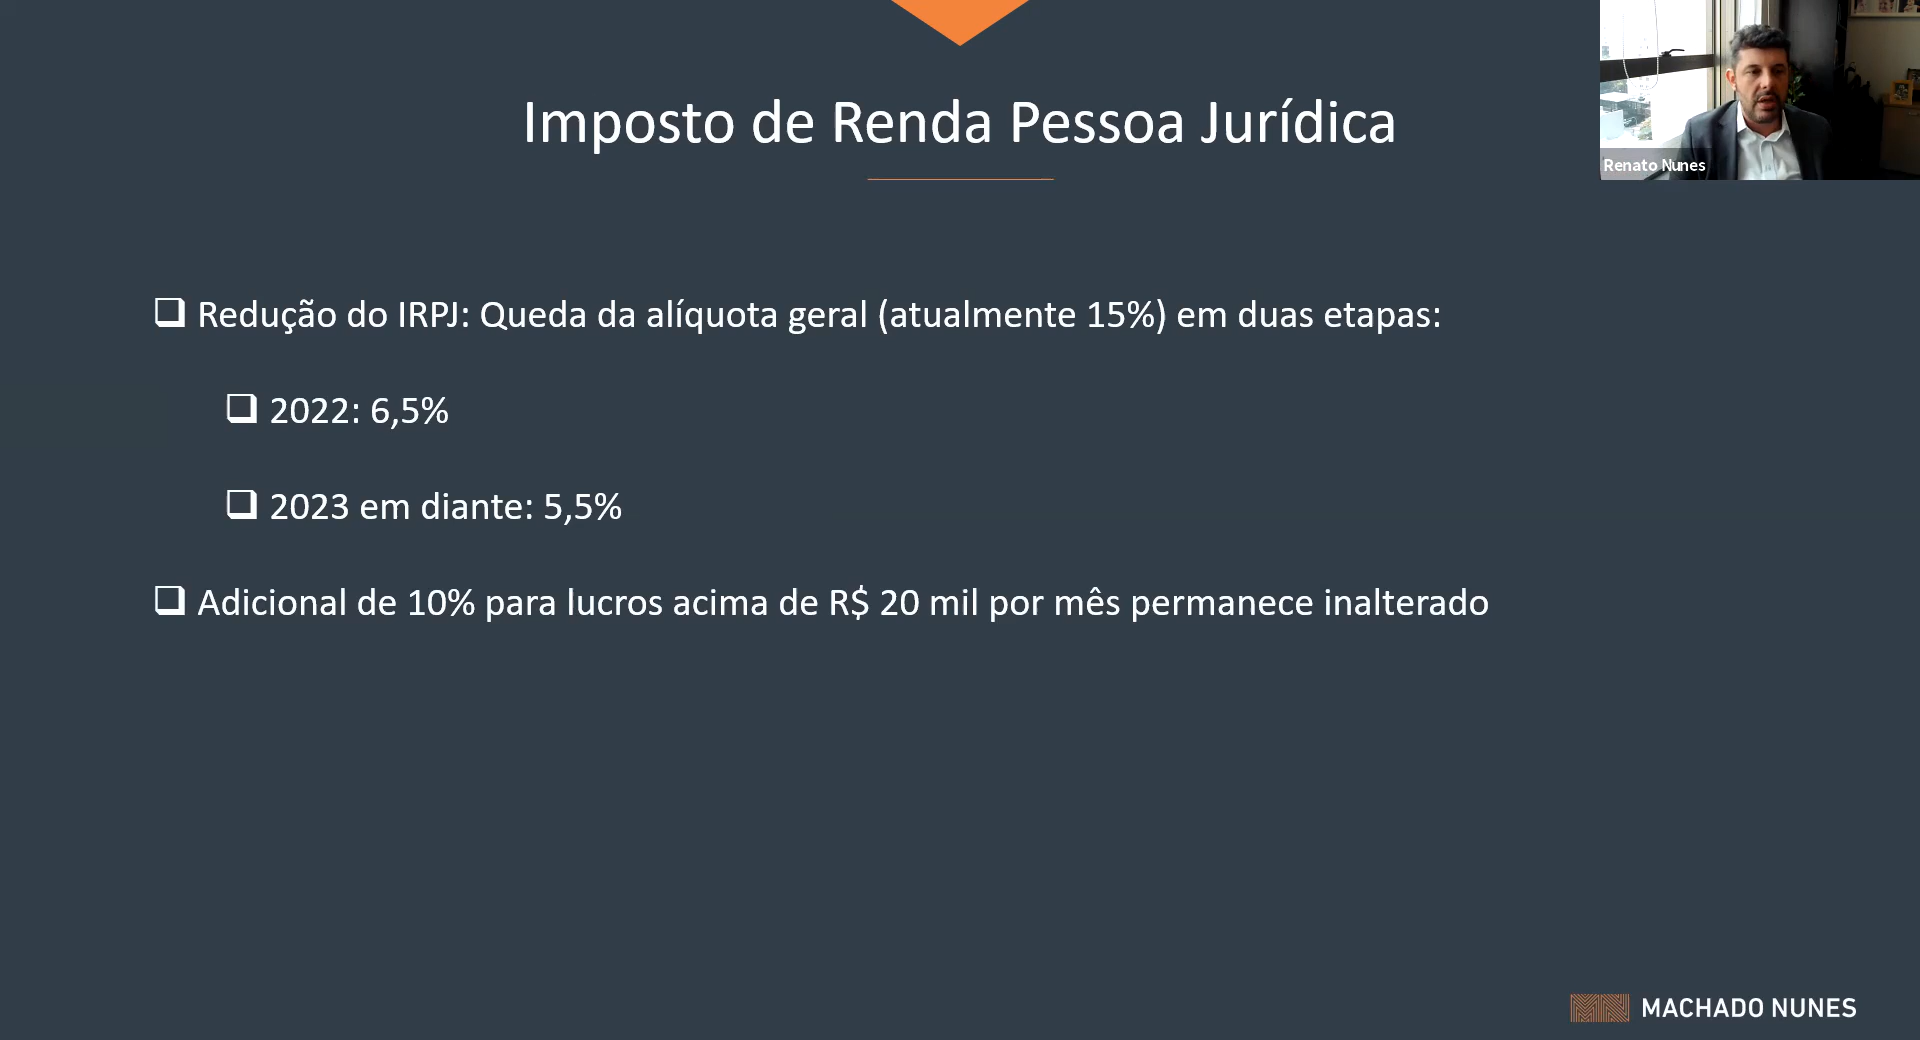 Imposto de Renda Pessoa Jurídica
Renato Nunes
Redução do IRPJ: Queda da alíquota geral (atualmente 15%) em duas etapas:
2022: 6,5%
2023 em diante: 5,5%
Adicional de 10% para lucros acima de R$ 20 mil por mês permanece inalterado
MACHADO NUNES